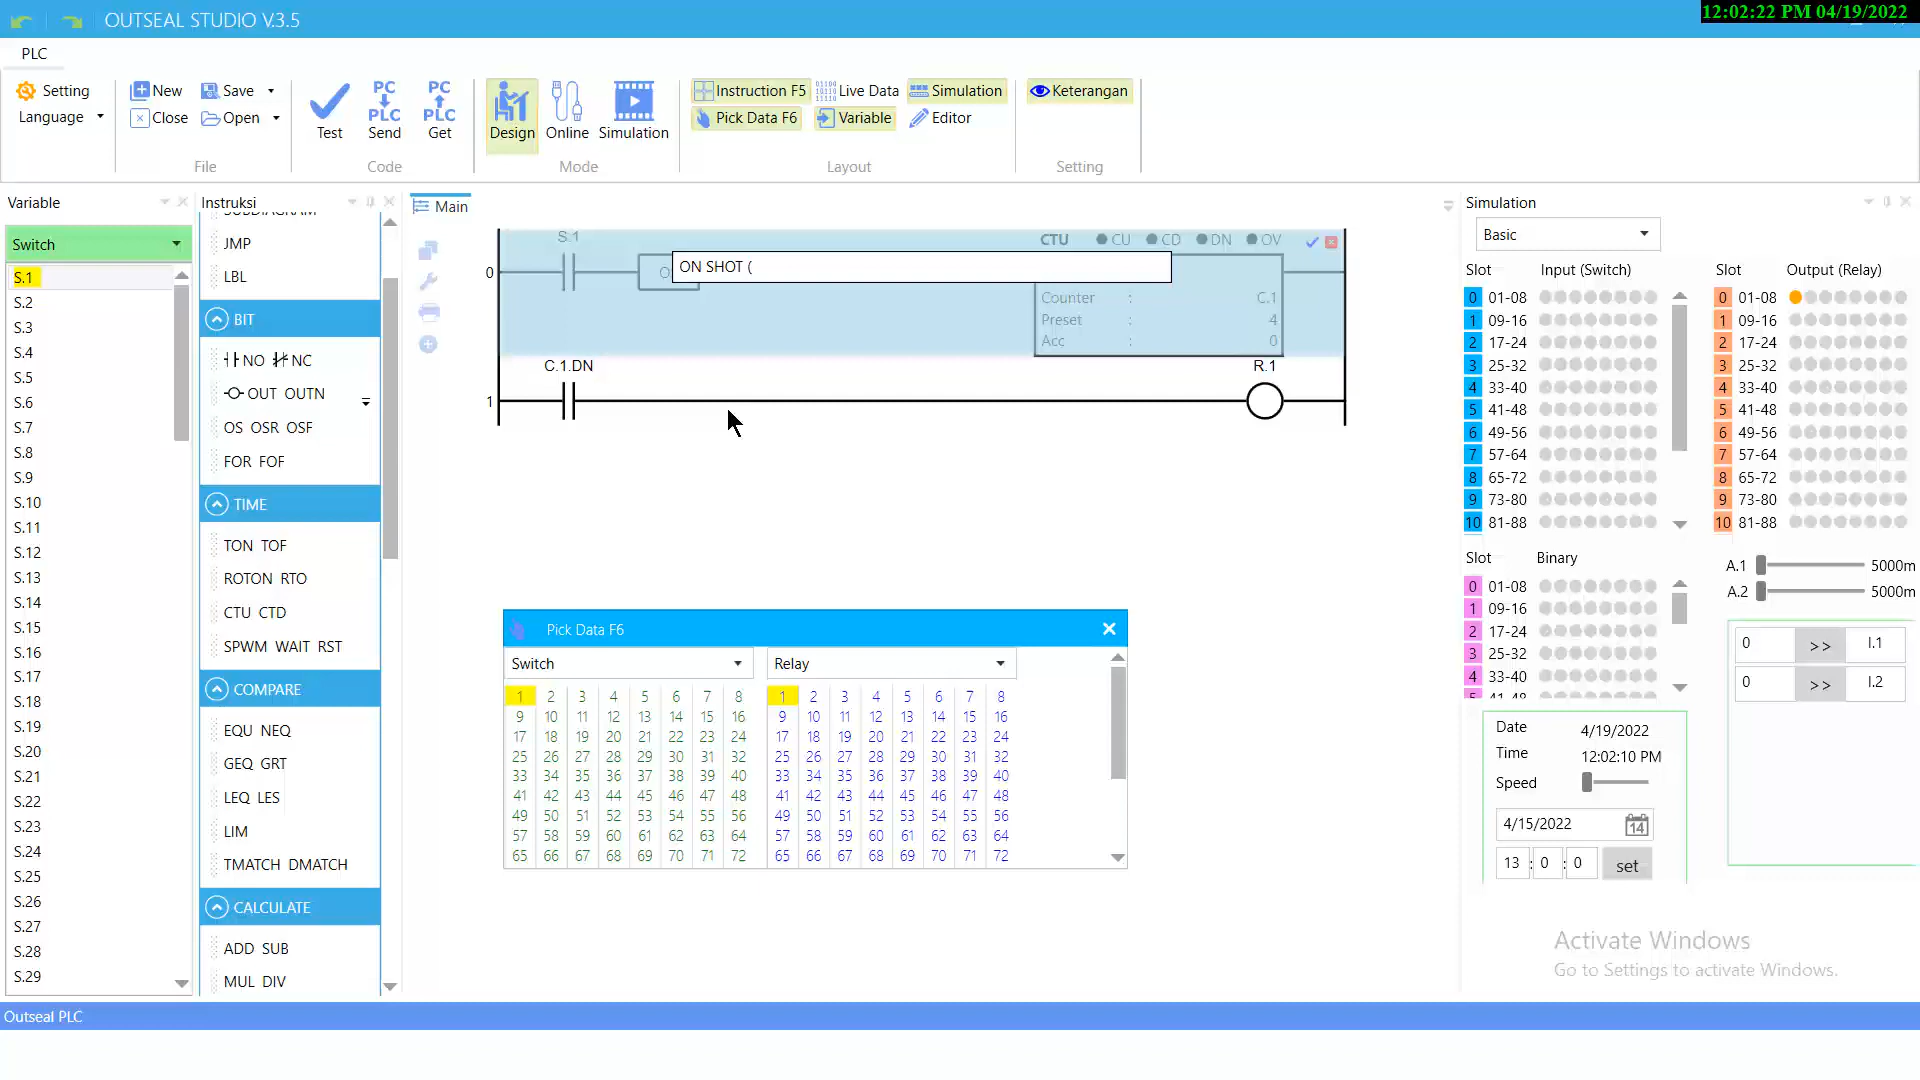 OUTSEAL STUDIO V.3.5
12:02:22 PM 04/19/2022
PLC
Setting
Language
New
Save
Close
Open
File
Test
PC PLC Send
PC PLC Get
Code
Design
Online
Simulation
Mode
Instruction F5
Live Data
Simulation
Pick Data F6
Variable
Editor
Layout
Keterangan
Setting
Variable
Switch
S.1
S.2
S.3
S.4
S.5
S.6
S.7
S.8
S.9
S.10
S.11
S.12
S.13
S.14
S.15
S.16
S.17
S.18
S.19
S.20
S.21
S.22
S.23
S.24
S.25
S.26
S.27
S.28
S.29
Instruksi
SUBDIAGRAM
JMP
LBL
BIT
NO NC
OUT OUTN
OS OSR OSF
FOR FOF
TIME
TON TOF
ROTON RTO
CTU CTD
SPWM WAIT RST
COMPARE
EQU NEQ
GEQ GRT
LEQ LES
LIM
TMATCH DMATCH
CALCULATE
ADD SUB
MUL DIV
Main
S.1
CTU CU CD DN OV
0
ON SHOT (
Counter : C.1
Preset : 4
Acc : 0
C.1.DN
R.1
1
Pick Data F6
Switch
Relay
1 2 3 4 5 6 7 8 1 2 3 4 5 6 7 8
9 10 11 12 13 14 15 16 9 10 11 12 13 14 15 16
17 18 19 20 21 22 23 24 17 18 19 20 21 22 23 24
25 26 27 28 29 30 31 32 25 26 27 28 29 30 31 32
33 34 35 36 37 38 39 40 33 34 35 36 37 38 39 40
41 42 43 44 45 46 47 48 41 42 43 44 45 46 47 48
49 50 51 52 53 54 55 56 49 50 51 52 53 54 55 56
57 58 59 60 61 62 63 64 57 58 59 60 61 62 63 64
65 66 67 68 69 70 71 72 65 66 67 68 69 70 71 72
Simulation
Basic
Slot Input (Switch)
0 01-08
1 09-16
2 17-24
3 25-32
4 33-40
5 41-48
6 49-56
7 57-64
8 65-72
9 73-80
10 81-88
Slot Output (Relay)
0 01-08
1 09-16
2 17-24
3 25-32
4 33-40
5 41-48
6 49-56
7 57-64
8 65-72
9 73-80
10 81-88
Slot Binary
0 01-08
1 09-16
2 17-24
3 25-32
4 33-40
5 41-48
A.1 5000m
A.2 5000m
0 >> I.1
0 >> I.2
Date 4/19/2022
Time 12:02:10 PM
Speed
4/15/2022
14
13 : 0 : 0 set
Activate Windows
Go to Settings to activate Windows.
Outseal PLC